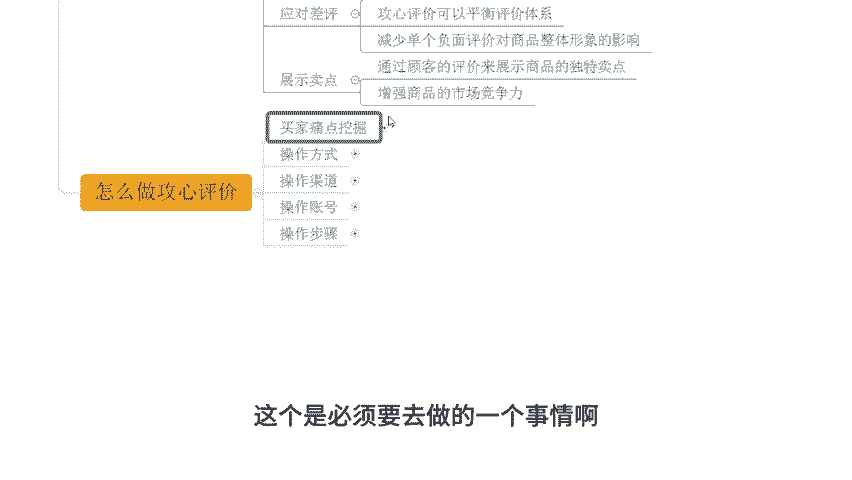 应对差评
攻心评价可以平衡评价体系
减少单个负面评价对商品整体形象的影响
展示卖点
通过顾客的评价来展示商品的独特卖点
增强商品的市场竞争力
怎么做攻心评价
买家痛点挖掘
操作方式
操作渠道
操作账号
操作步骤
这个是必须要去做的一个事情啊